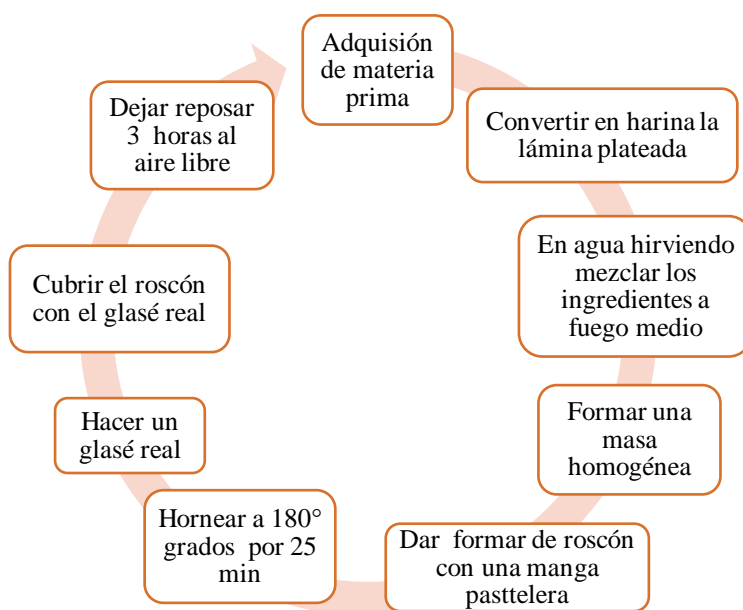 Adquisión
de materia
prima
Convertir en harina la
lámina plateada
En agua hirviendo
mezclar los
ingredientes a
fuego medio
Formar una
masa
homogénea
Dar formar de roscón
con una manga
pasttelera
Hornear a 180°
grados por 25
min
Hacer un
glasé real
Cubrir el roscón
con el glasé real
Dejar reposar
3 horas al
aire libre